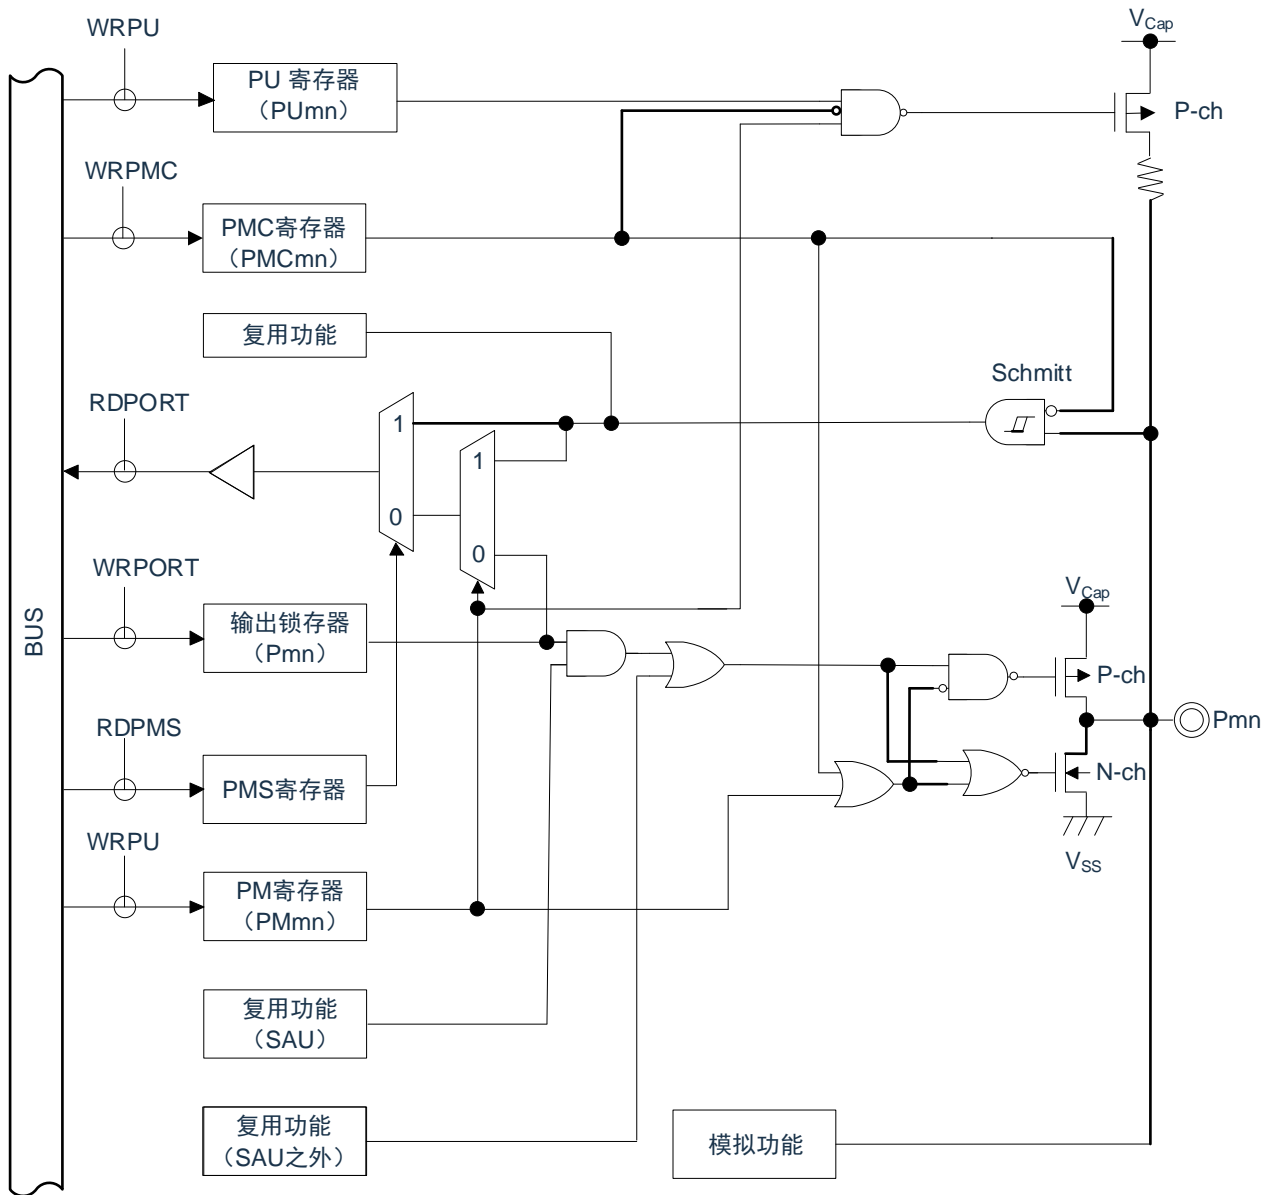 WRPU
V_Cap
PU 寄存器
（PUmn）
P-ch
WRPMC
PMC寄存器
（PMCmn）
复用功能
Schmitt
RDPORT
1
1
0
0
WRPORT
V_Cap
BUS
输出锁存器
（Pmn）
P-ch
RDPMS
Pmn
PMS寄存器
N-ch
WRPU
V_SS
PM寄存器
（PMmn）
复用功能
（SAU）
复用功能
（SAU之外）
模拟功能